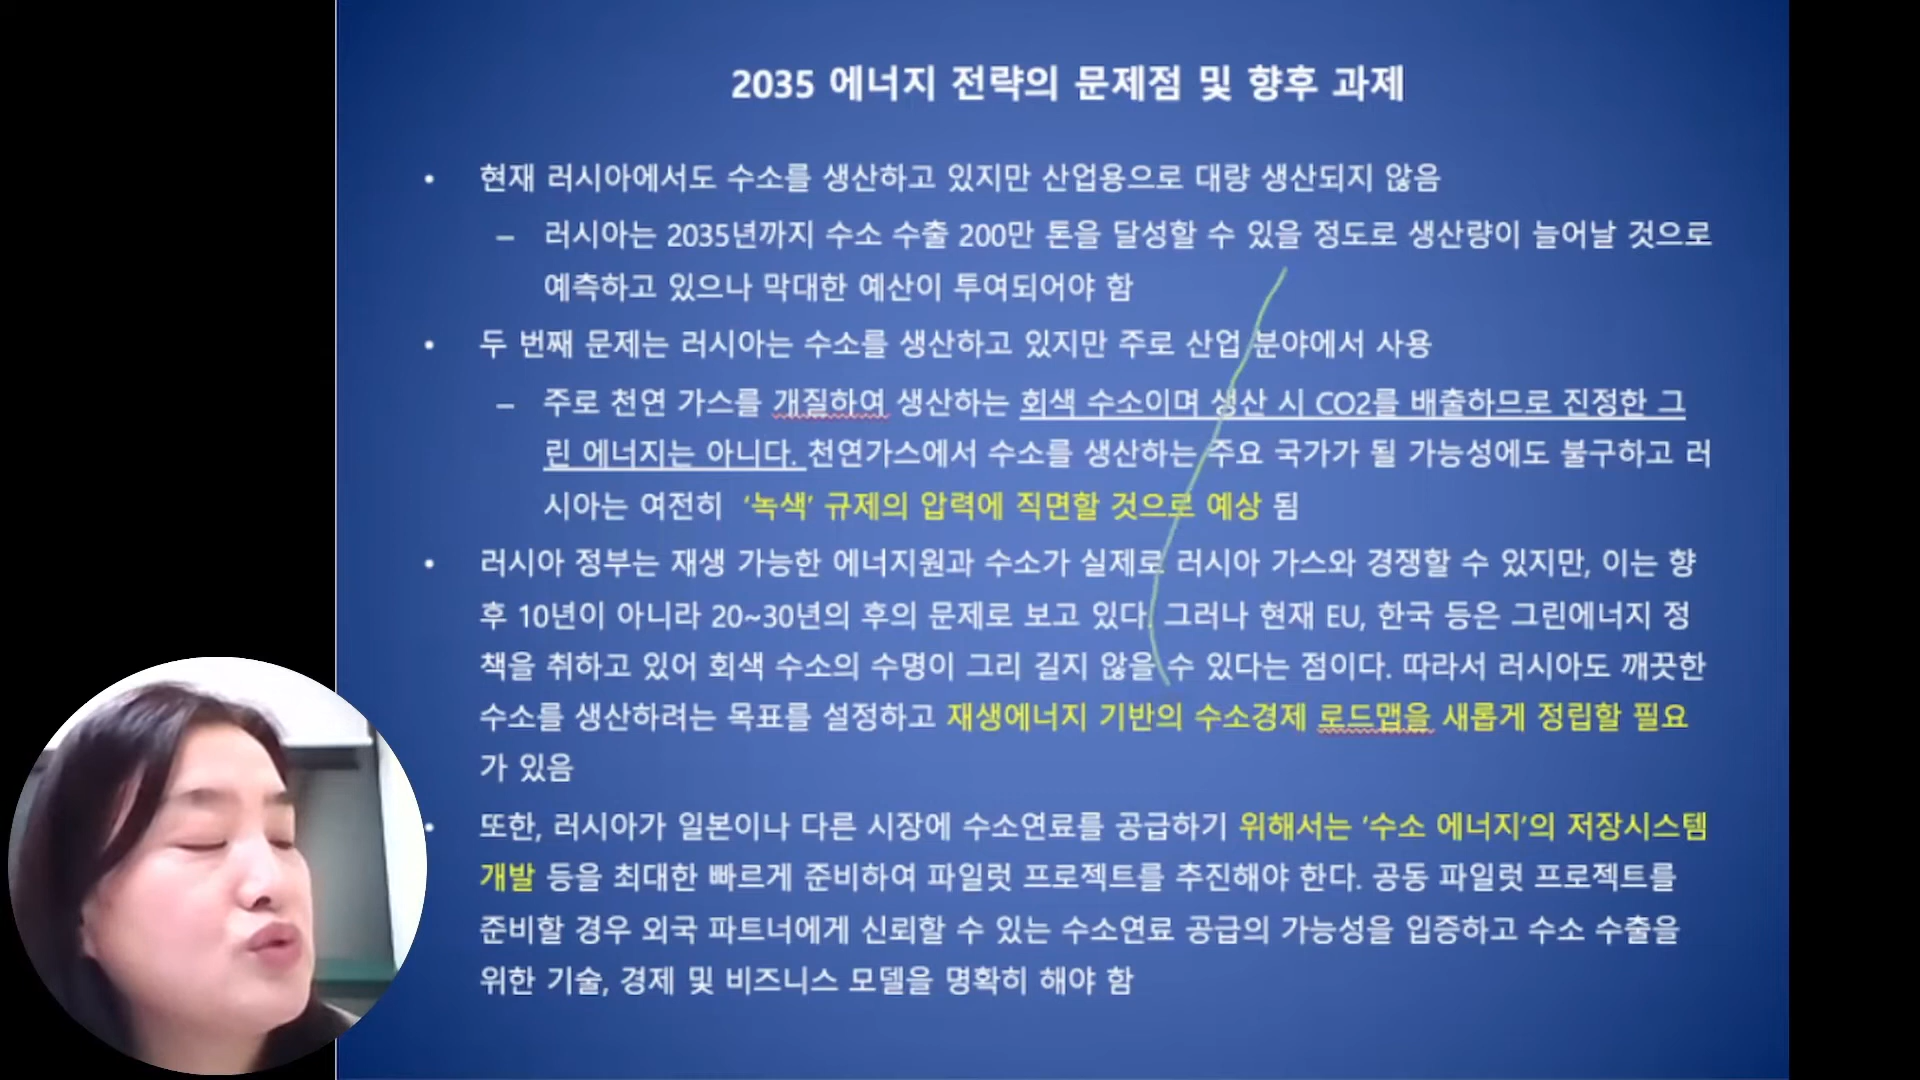 2035 에너지 전략의 문제점 및 향후 과제
• 현재 러시아에서도 수소를 생산하고 있지만 산업용으로 대량 생산되지 않음
– 러시아는 2035년까지 수소 수출 200만 톤을 달성할 수 있을 정도로 생산량이 늘어날 것으로
예측하고 있으나 막대한 예산이 투여되어야 함
• 두 번째 문제는 러시아는 수소를 생산하고 있지만 주로 산업 분야에서 사용
– 주로 천연 가스를 개질하여 생산하는 회색 수소이며 생산 시 CO2를 배출하므로 진정한 그
린 에너지는 아니다. 천연가스에서 수소를 생산하는 주요 국가가 될 가능성에도 불구하고 러
시아는 여전히 ‘녹색’ 규제의 압력에 직면할 것으로 예상 됨
• 러시아 정부는 재생 가능한 에너지원과 수소가 실제로 러시아 가스와 경쟁할 수 있지만, 이는 향
후 10년이 아니라 20~30년의 후의 문제로 보고 있다. 그러나 현재 EU, 한국 등은 그린에너지 정
책을 취하고 있어 회색 수소의 수명이 그리 길지 않을 수 있다는 점이다. 따라서 러시아도 깨끗한
수소를 생산하려는 목표를 설정하고 재생에너지 기반의 수소경제 로드맵을 새롭게 정립할 필요
가 있음
• 또한, 러시아가 일본이나 다른 시장에 수소연료를 공급하기 위해서는 ‘수소 에너지’의 저장시스템
개발 등을 최대한 빠르게 준비하여 파일럿 프로젝트를 추진해야 한다. 공동 파일럿 프로젝트를
준비할 경우 외국 파트너에게 신뢰할 수 있는 수소연료 공급의 가능성을 입증하고 수소 수출을
위한 기술, 경제 및 비즈니스 모델을 명확히 해야 함